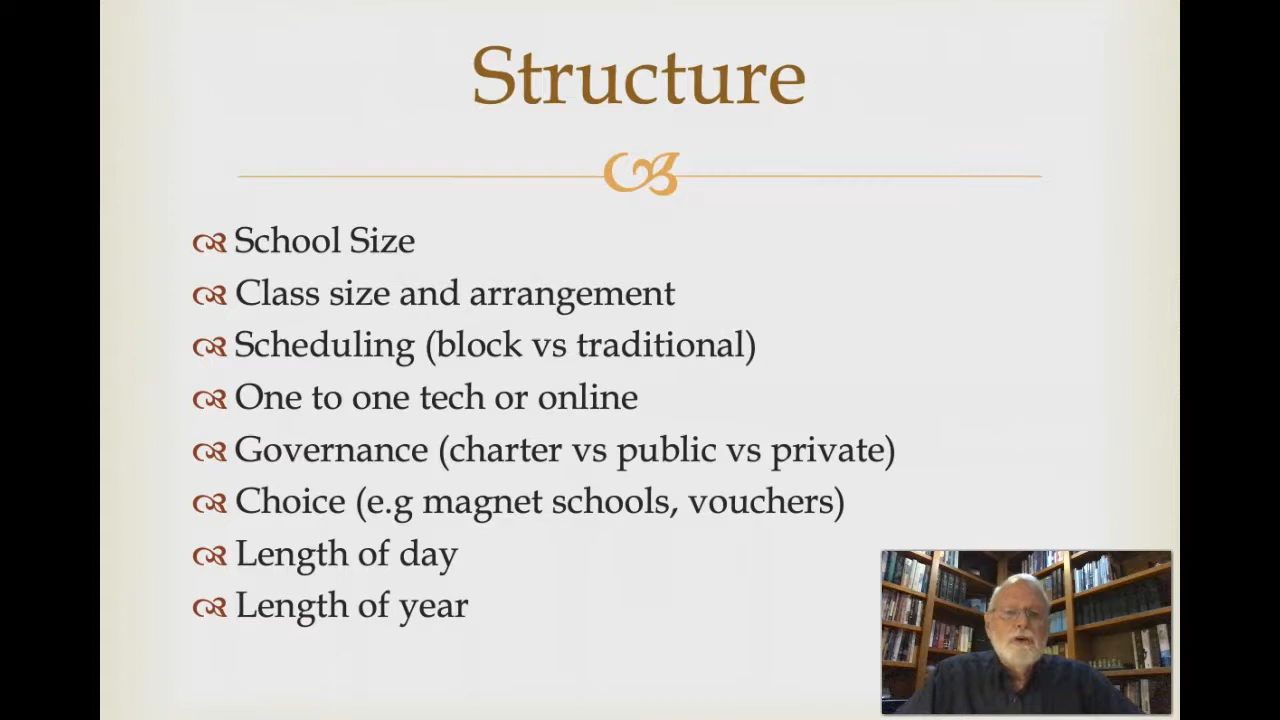 Structure
School Size
Class size and arrangement
Scheduling (block vs traditional)
One to one tech or online
Governance (charter vs public vs private)
Choice (e.g magnet schools, vouchers)
Length of day
Length of year